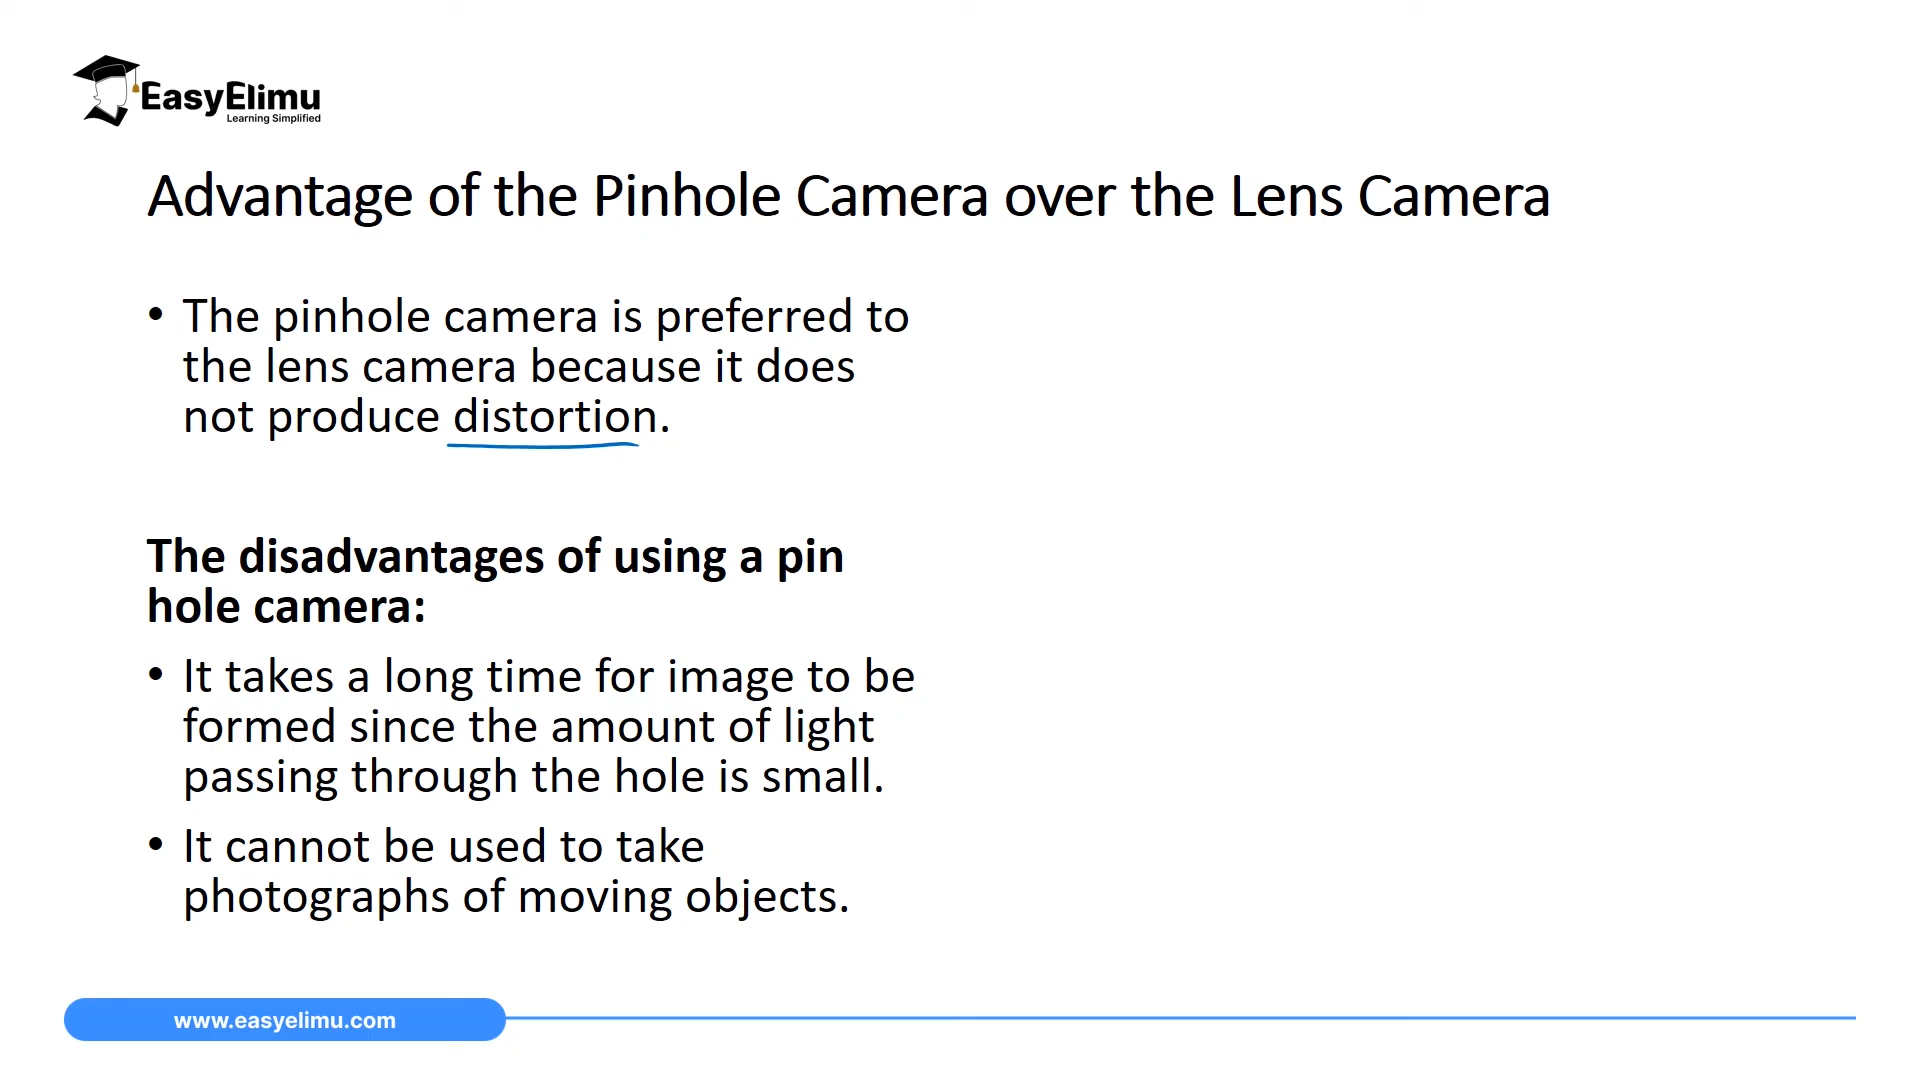 EasyElimu
Learning Simplified
Advantage of the Pinhole Camera over the Lens Camera
• The pinhole camera is preferred to
the lens camera because it does
not produce distortion.
The disadvantages of using a pin
hole camera:
• It takes a long time for image to be
formed since the amount of light
passing through the hole is small.
• It cannot be used to take
photographs of moving objects.
www.easyelimu.com